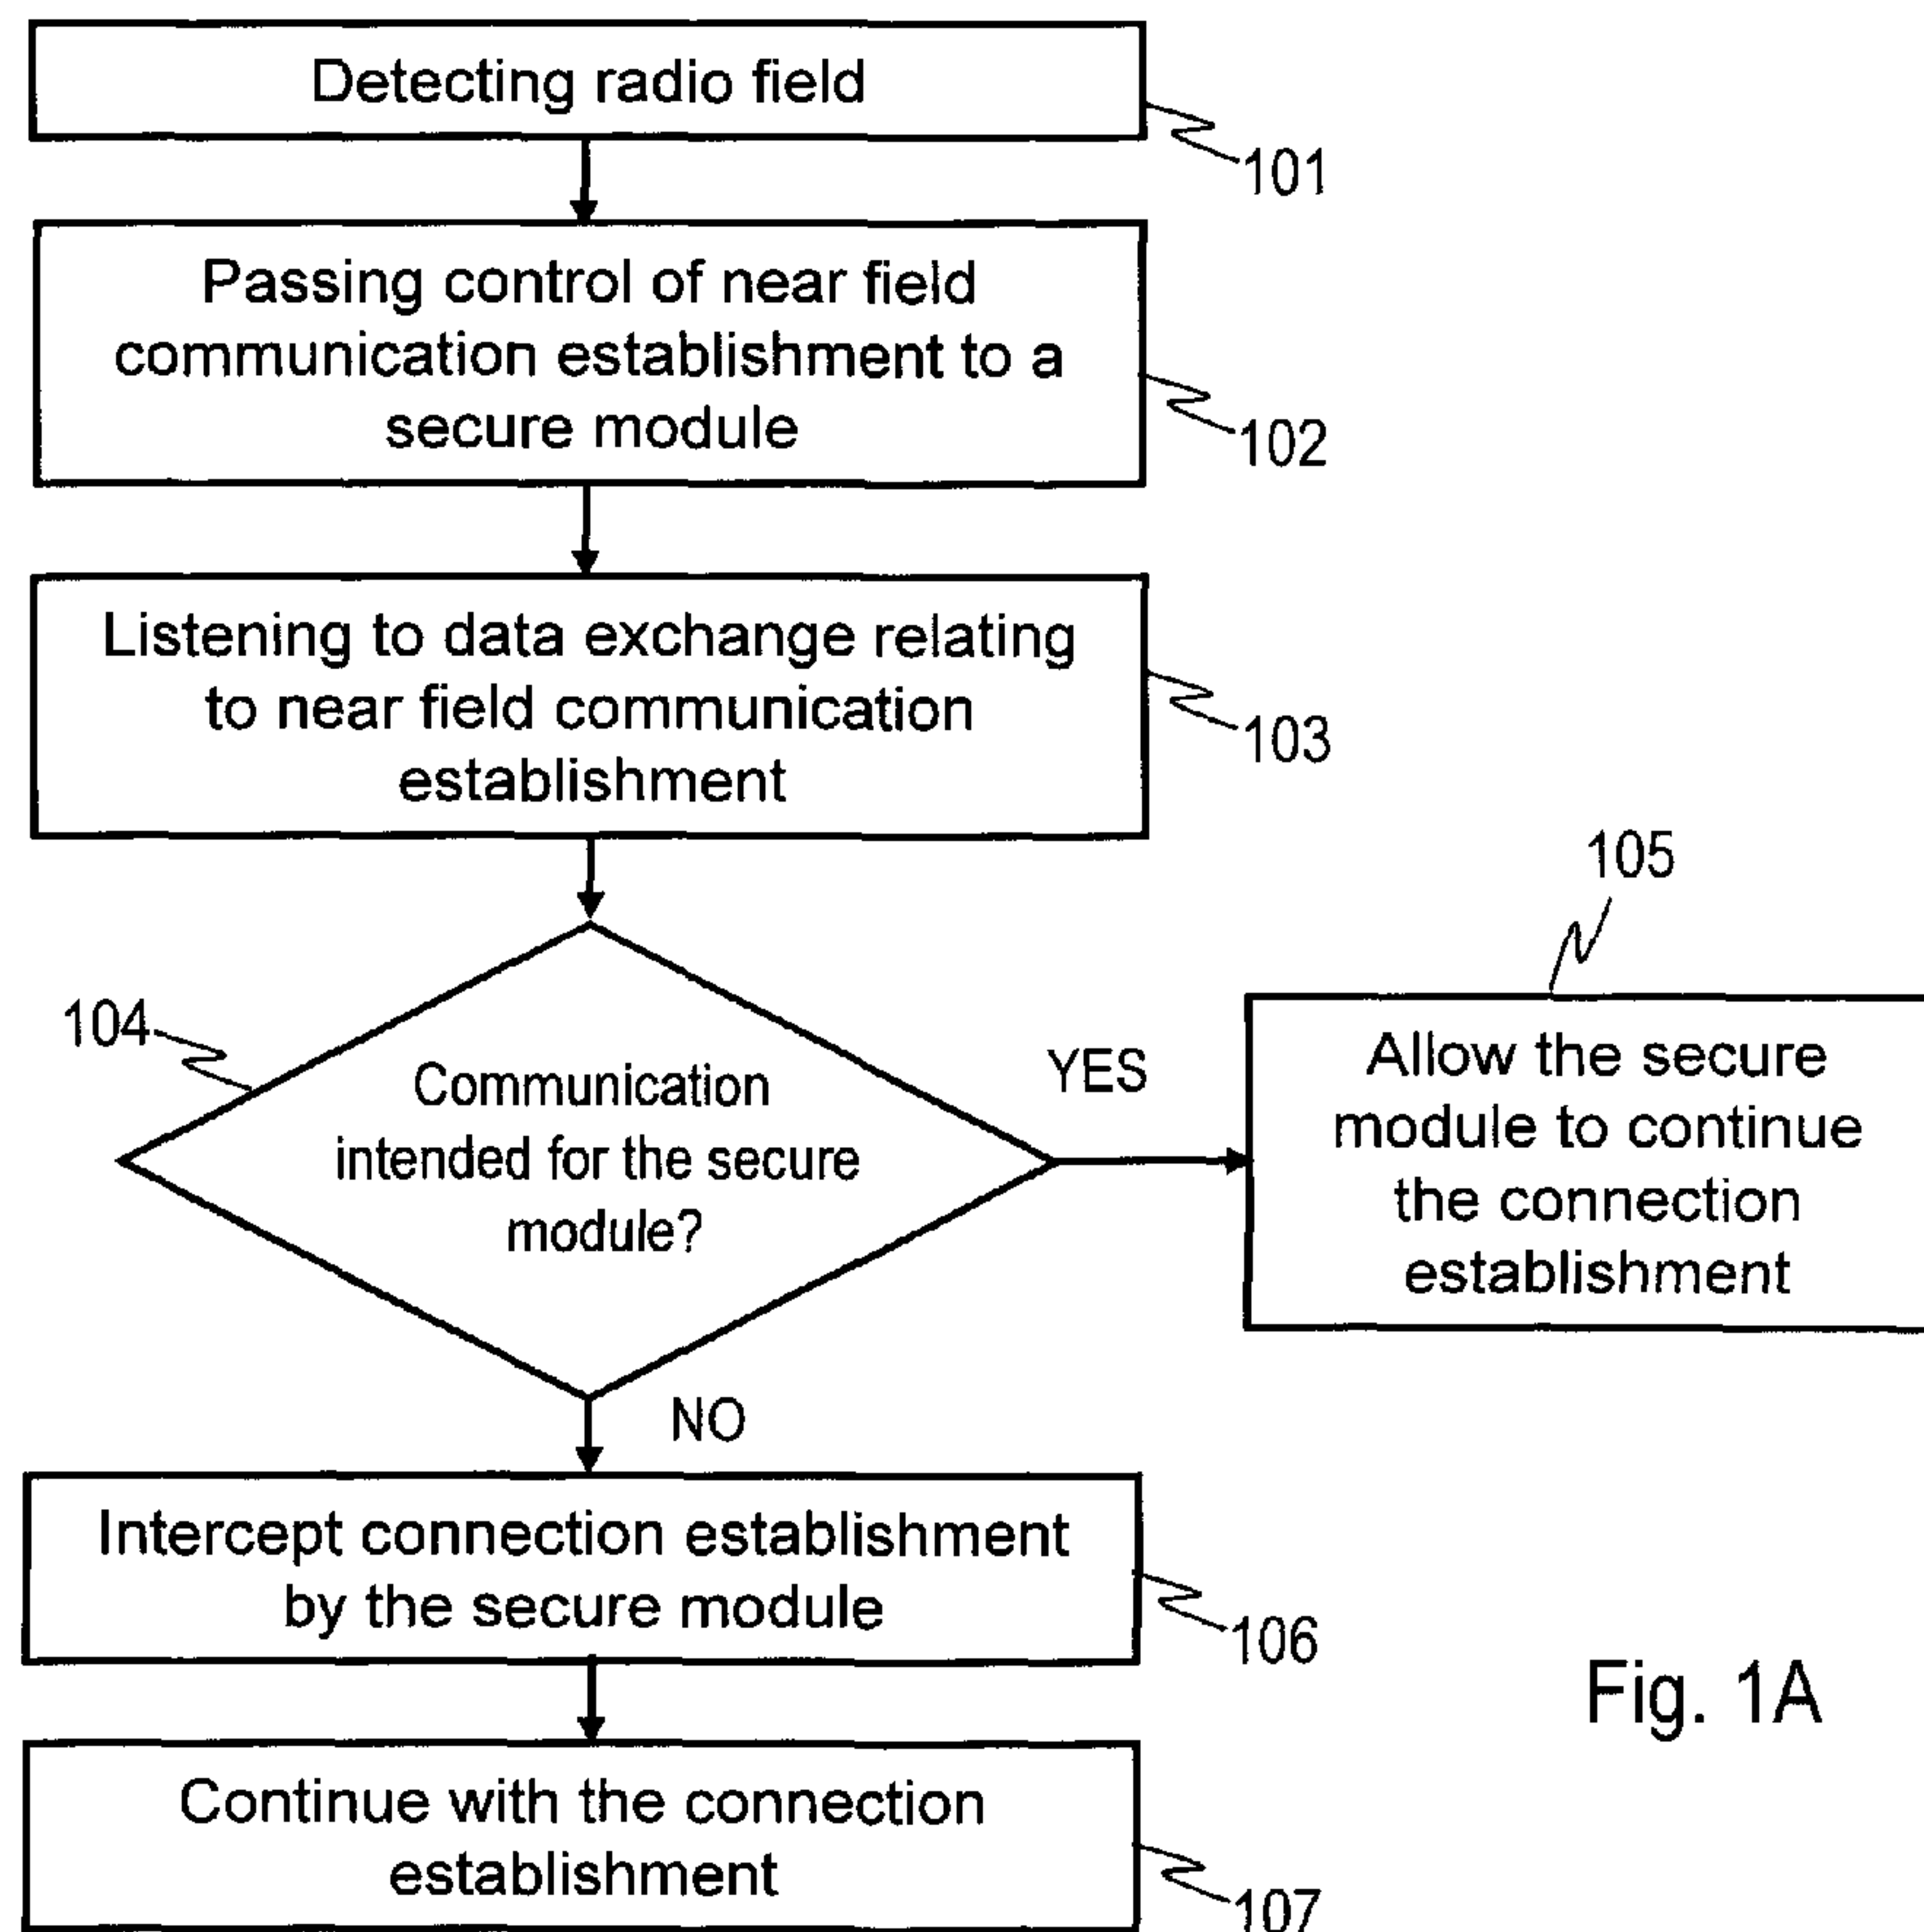 Detecting radio field
101
Passing control of near field
communication establishment to a
secure module
102
Listening to data exchange relating
to near field communication
establishment
103
104
Communication
intended for the secure
module?
YES
105
Allow the secure
module to continue
the connection
establishment
NO
Intercept connection establishment
by the secure module
106
Continue with the connection
establishment
107
Fig. 1A